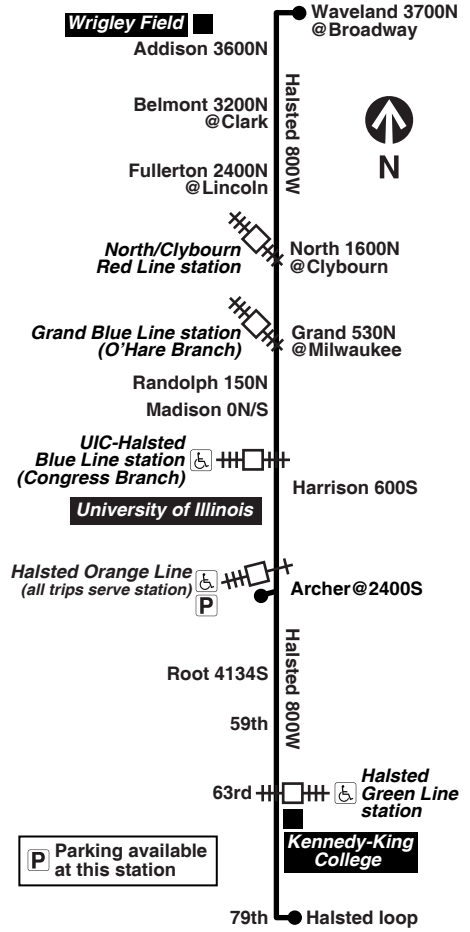 Wrigley Field
Waveland 3700N
@Broadway
Addison 3600N
Halsted 800W
Belmont 3200N
@Clark
N
Fullerton 2400N
@Lincoln
North/Clybourn
Red Line station
North 1600N
@Clybourn
Grand Blue Line station
(O'Hare Branch)
Grand 530N
@Milwaukee
Randolph 150N
Madison 0N/S
UIC-Halsted
Blue Line station
(Congress Branch)
Harrison 600S
University of Illinois
Halsted Orange Line
(all trips serve station)
P
Archer@2400S
Halsted 800W
Root 4134S
59th
63rd
Halsted
Green Line
station
Kennedy-King
College
P Parking available
at this station
79th
Halsted loop